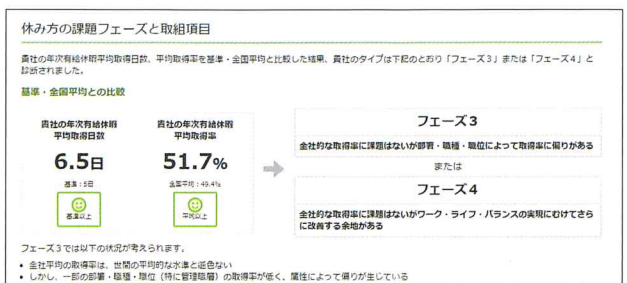 休み方の課題フェーズと取組項目
貴社の年次有給休暇平均取得日数、平均取得率を基準・全国平均と比較した結果、貴社のタイプは下記のとおり「フェーズ3」または「フェーズ4」と
診断されました。
基準・全国平均との比較
貴社の年次有給休暇
平均取得日数
6.5日
基準：5日
基準以上
貴社の年次有給休暇
平均取得率
51.7%
全国平均：49.4%
平均以上
フェーズ3
全社的な取得率に課題はないが部署・職種・職位によって取得率に偏りがある
または
フェーズ4
全社的な取得率に課題はないがワーク・ライフ・バランスの実現にむけてさら
に改善する余地がある
フェーズ3では以下の状況が考えられます。
• 会社平均の取得率は、世間の平均的な水準と遜色ない
• しかし、一部の部署・職種・職位（特に管理職層）の取得率が低く、属性によって偏りが生じている